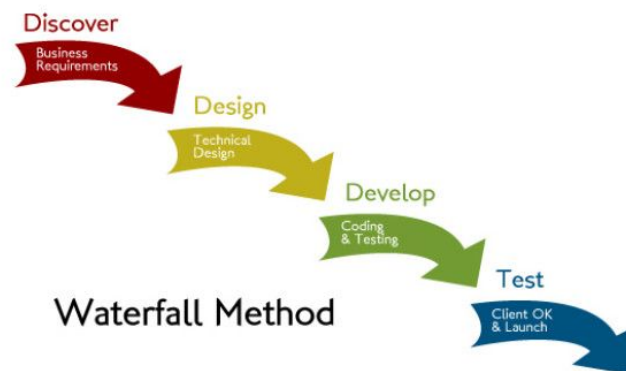 Discover
Business
Requirements
Design
Technical
Design
Develop
Coding
& Testing
Test
Client OK
& Launch
Waterfall Method